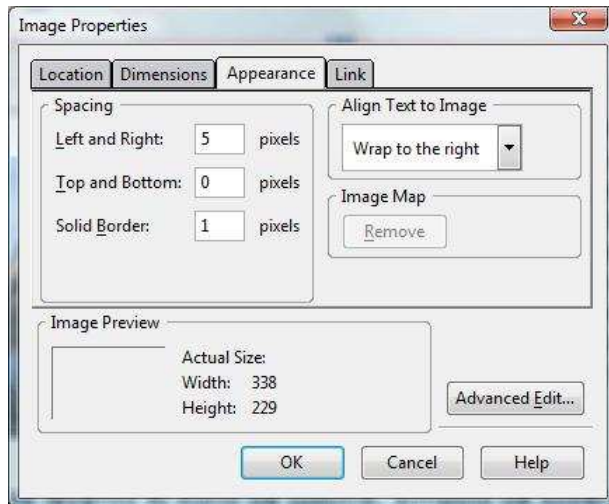 Image Properties
Location Dimensions Appearance Link
Spacing
Left and Right: 5 pixels
Top and Bottom: 0 pixels
Solid Border: 1 pixels
Align Text to Image
Wrap to the right
Image Map
Remove
Image Preview
Actual Size:
Width: 338
Height: 229
Advanced Edit...
OK Cancel Help